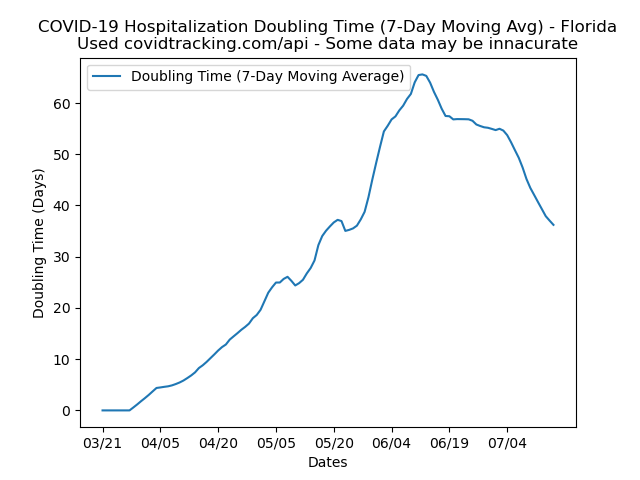 COVID-19 Hospitalization Doubling Time (7-Day Moving Avg) - Florida
Used covidtracking.com/api - Some data may be innacurate
Doubling Time (7-Day Moving Average)
Doubling Time (Days)
60
50
40
30
20
10
0
03/21 04/05 04/20 05/05 05/20 06/04 06/19 07/04
Dates